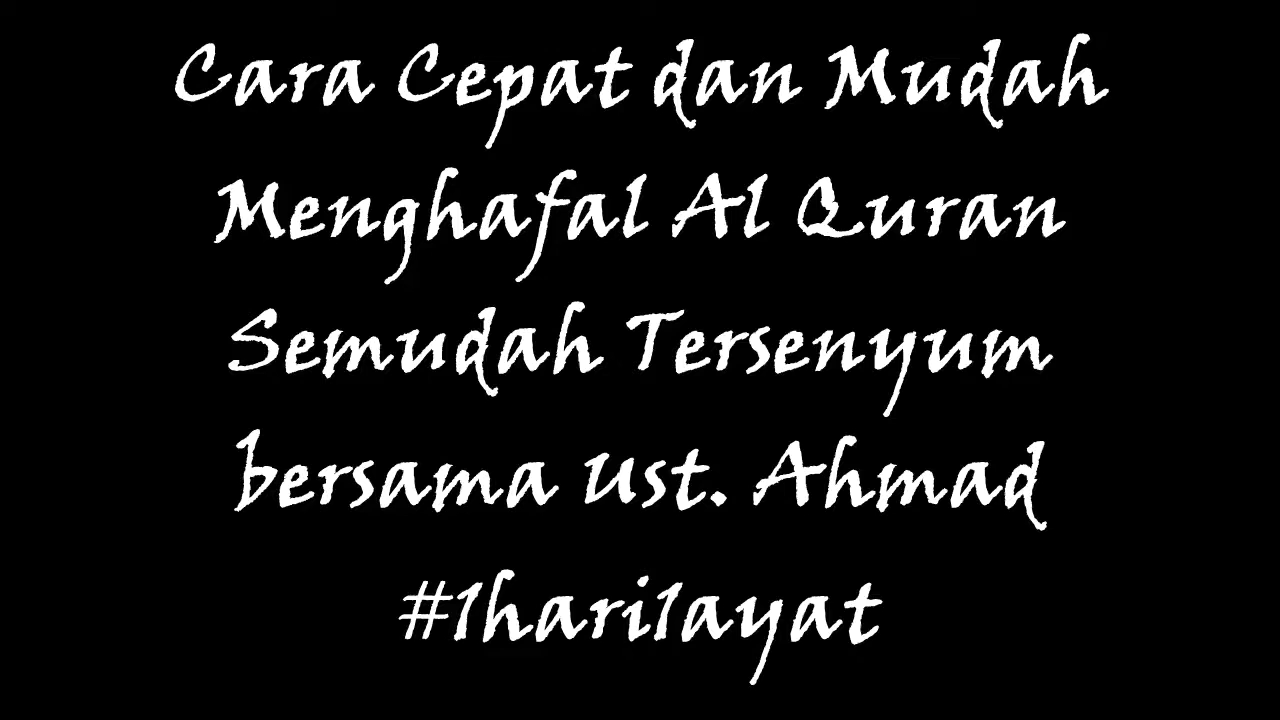 Cara Cepat dan Mudah
Menghafal Al Quran
Semudah Tersenyum
bersama Ust. Ahmad
#1hari1ayat